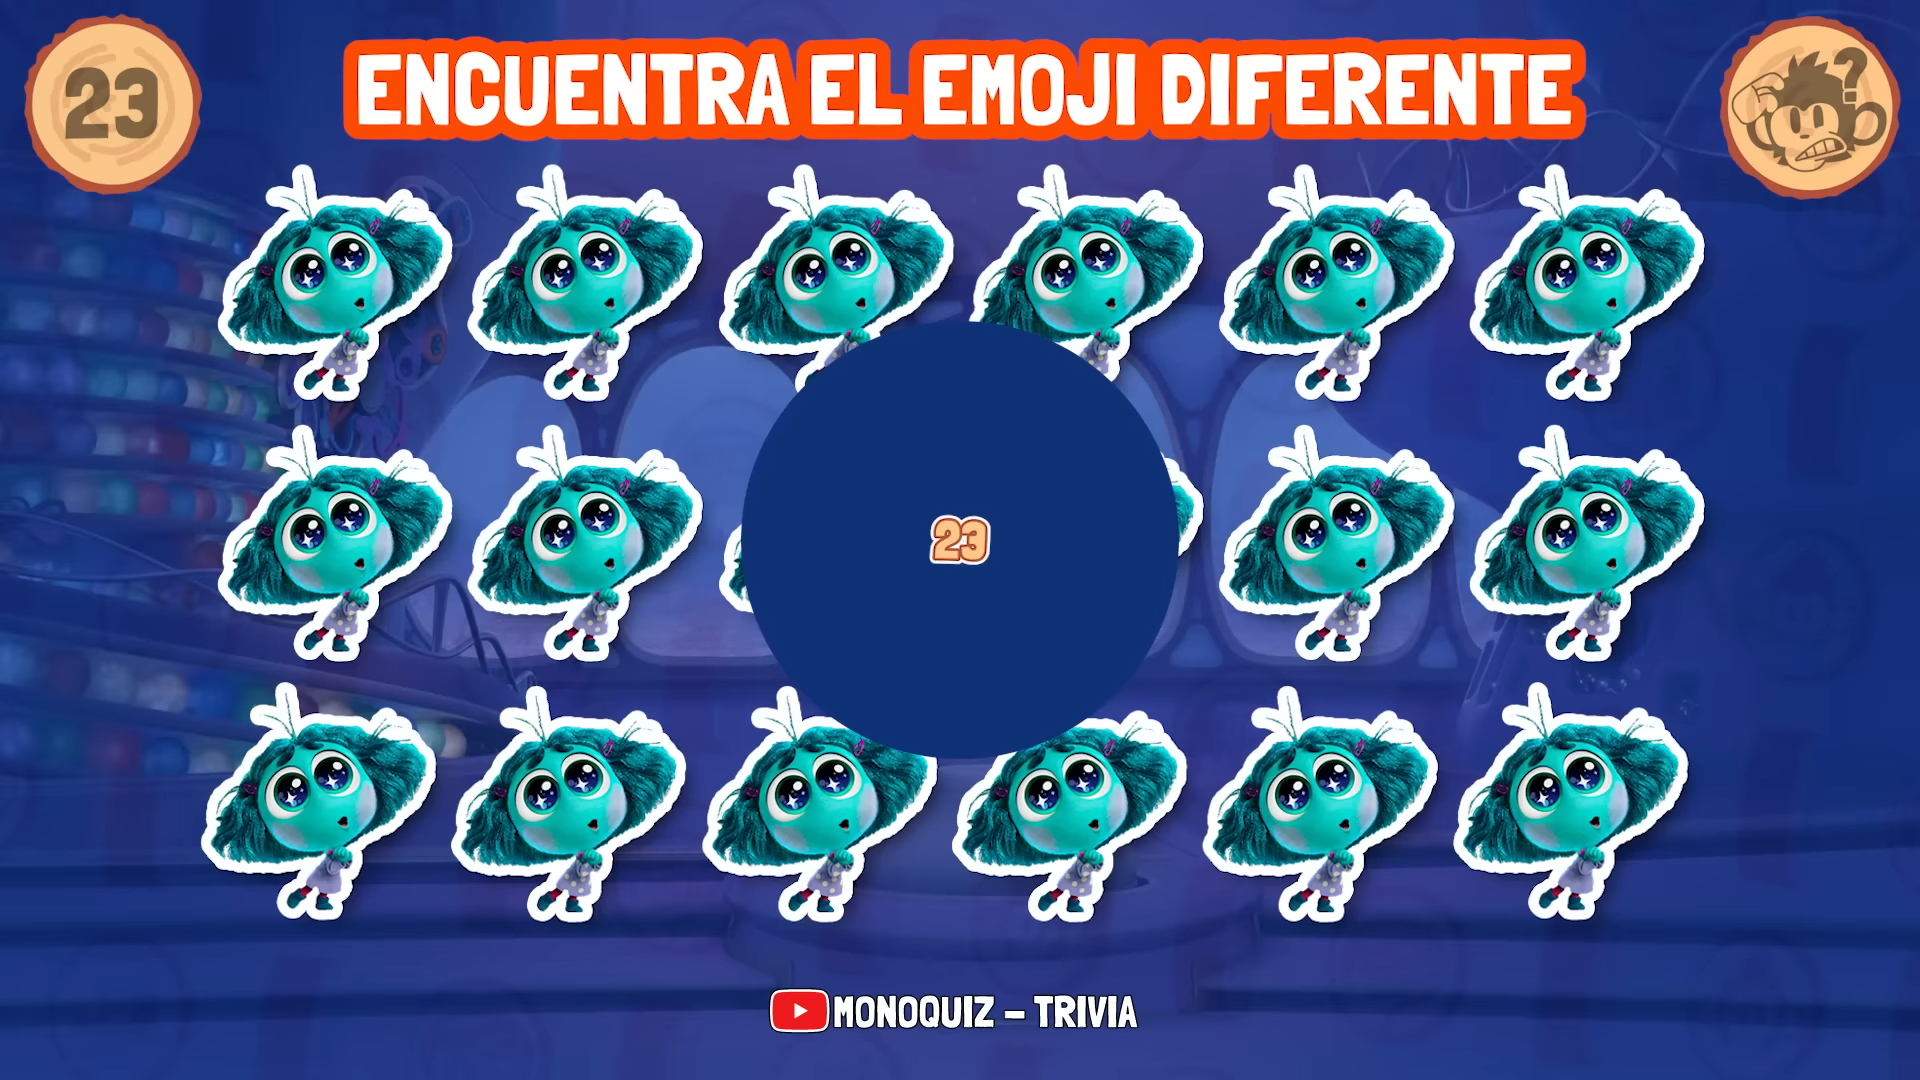 23
ENCUENTRA EL EMOJI DIFERENTE
?
23
MONOQUIZ - TRIVIA